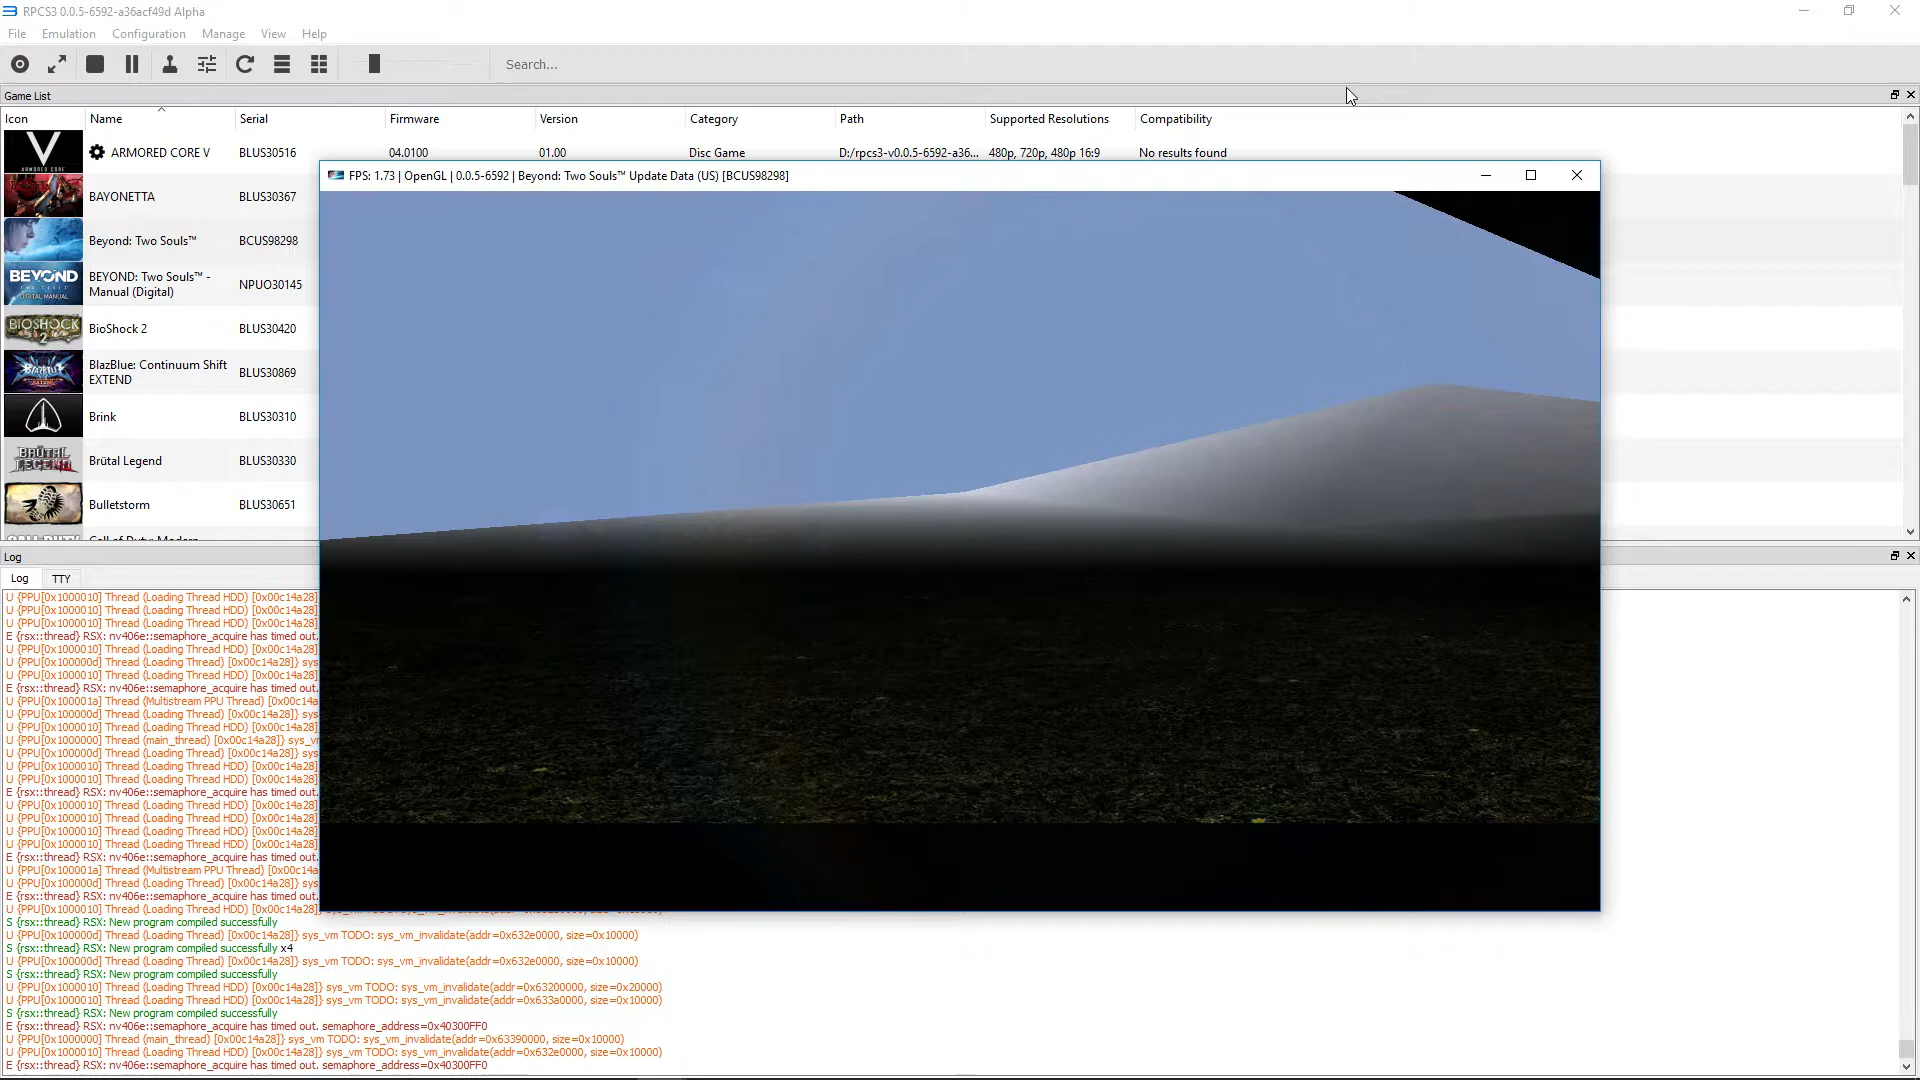 RPCS3 0.0.5-6592-a36acf49d Alpha
File Emulation Configuration Manage View Help
Search...
Game List
Icon Name Serial Firmware Version Category Path Supported Resolutions Compatibility
V
ARMORED CORE
ARMORED CORE V BLUS30516 04.0100 01.00 Disc Game D:/rpcs3-v0.0.5-6592-a36... 480p, 720p, 480p 16:9 No results found
FPS: 1.73 | OpenGL | 0.0.5-6592 | Beyond: Two Souls™ Update Data (US) [BCUS98298]
BAYONETTA BLUS30367
Beyond: Two Souls™ BCUS98298
BEYOND
TWO SOULS
DIGITAL MANUAL
BEYOND: Two Souls™ - NPUO30145
Manual (Digital)
BIOSHOCK
2
BioShock 2 BLUS30420
BLAZBLUE
BlazBlue: Continuum Shift BLUS30869
EXTEND
Brink BLUS30310
BRÜTAL
LEGEND
Brütal Legend BLUS30330
Bulletstorm BLUS30651
Call of Duty: Modern
Log
Log TTY
U {PPU[0x1000010] Thread (Loading Thread HDD) [0x00c14a28]
U {PPU[0x1000010] Thread (Loading Thread HDD) [0x00c14a28]
U {PPU[0x1000010] Thread (Loading Thread HDD) [0x00c14a28]
E {rsx::thread} RSX: nv406e::semaphore_acquire has timed out.
U {PPU[0x1000010] Thread (Loading Thread HDD) [0x00c14a28]
U {PPU[0x100000d] Thread (Loading Thread) [0x00c14a28]} sys
U {PPU[0x1000010] Thread (Loading Thread HDD) [0x00c14a28]
E {rsx::thread} RSX: nv406e::semaphore_acquire has timed out.
U {PPU[0x100001a] Thread (Multistream PPU Thread) [0x00c14a
U {PPU[0x100000d] Thread (Loading Thread) [0x00c14a28]} sys
U {PPU[0x1000010] Thread (Loading Thread HDD) [0x00c14a28]
U {PPU[0x1000000] Thread (main_thread) [0x00c14a28]} sys_v
U {PPU[0x100000d] Thread (Loading Thread) [0x00c14a28]} sys
U {PPU[0x1000010] Thread (Loading Thread HDD) [0x00c14a28]
U {PPU[0x1000010] Thread (Loading Thread HDD) [0x00c14a28]
E {rsx::thread} RSX: nv406e::semaphore_acquire has timed out.
U {PPU[0x1000010] Thread (Loading Thread HDD) [0x00c14a28]
U {PPU[0x1000010] Thread (Loading Thread HDD) [0x00c14a28]
U {PPU[0x1000010] Thread (Loading Thread HDD) [0x00c14a28]
U {PPU[0x1000010] Thread (Loading Thread HDD) [0x00c14a28]
E {rsx::thread} RSX: nv406e::semaphore_acquire has timed out.
U {PPU[0x100001a] Thread (Multistream PPU Thread) [0x00c14a
U {PPU[0x100000d] Thread (Loading Thread) [0x00c14a28]} sys
E {rsx::thread} RSX: nv406e::semaphore_acquire has timed out.
U {PPU[0x1000010] Thread (Loading Thread HDD) [0x00c14a28]}
S {rsx::thread} RSX: New program compiled successfully
U {PPU[0x100000d] Thread (Loading Thread) [0x00c14a28]} sys_vm TODO: sys_vm_invalidate(addr=0x632e0000, size=0x10000)
S {rsx::thread} RSX: New program compiled successfully x4
U {PPU[0x100000d] Thread (Loading Thread) [0x00c14a28]} sys_vm TODO: sys_vm_invalidate(addr=0x632e0000, size=0x10000)
S {rsx::thread} RSX: New program compiled successfully
U {PPU[0x1000010] Thread (Loading Thread HDD) [0x00c14a28]} sys_vm TODO: sys_vm_invalidate(addr=0x63200000, size=0x20000)
U {PPU[0x1000010] Thread (Loading Thread HDD) [0x00c14a28]} sys_vm TODO: sys_vm_invalidate(addr=0x633a0000, size=0x10000)
S {rsx::thread} RSX: New program compiled successfully
E {rsx::thread} RSX: nv406e::semaphore_acquire has timed out. semaphore_address=0x40300FF0
U {PPU[0x1000000] Thread (main_thread) [0x00c14a28]} sys_vm TODO: sys_vm_invalidate(addr=0x63390000, size=0x10000)
U {PPU[0x1000010] Thread (Loading Thread HDD) [0x00c14a28]} sys_vm TODO: sys_vm_invalidate(addr=0x632e0000, size=0x10000)
E {rsx::thread} RSX: nv406e::semaphore_acquire has timed out. semaphore_address=0x40300FF0